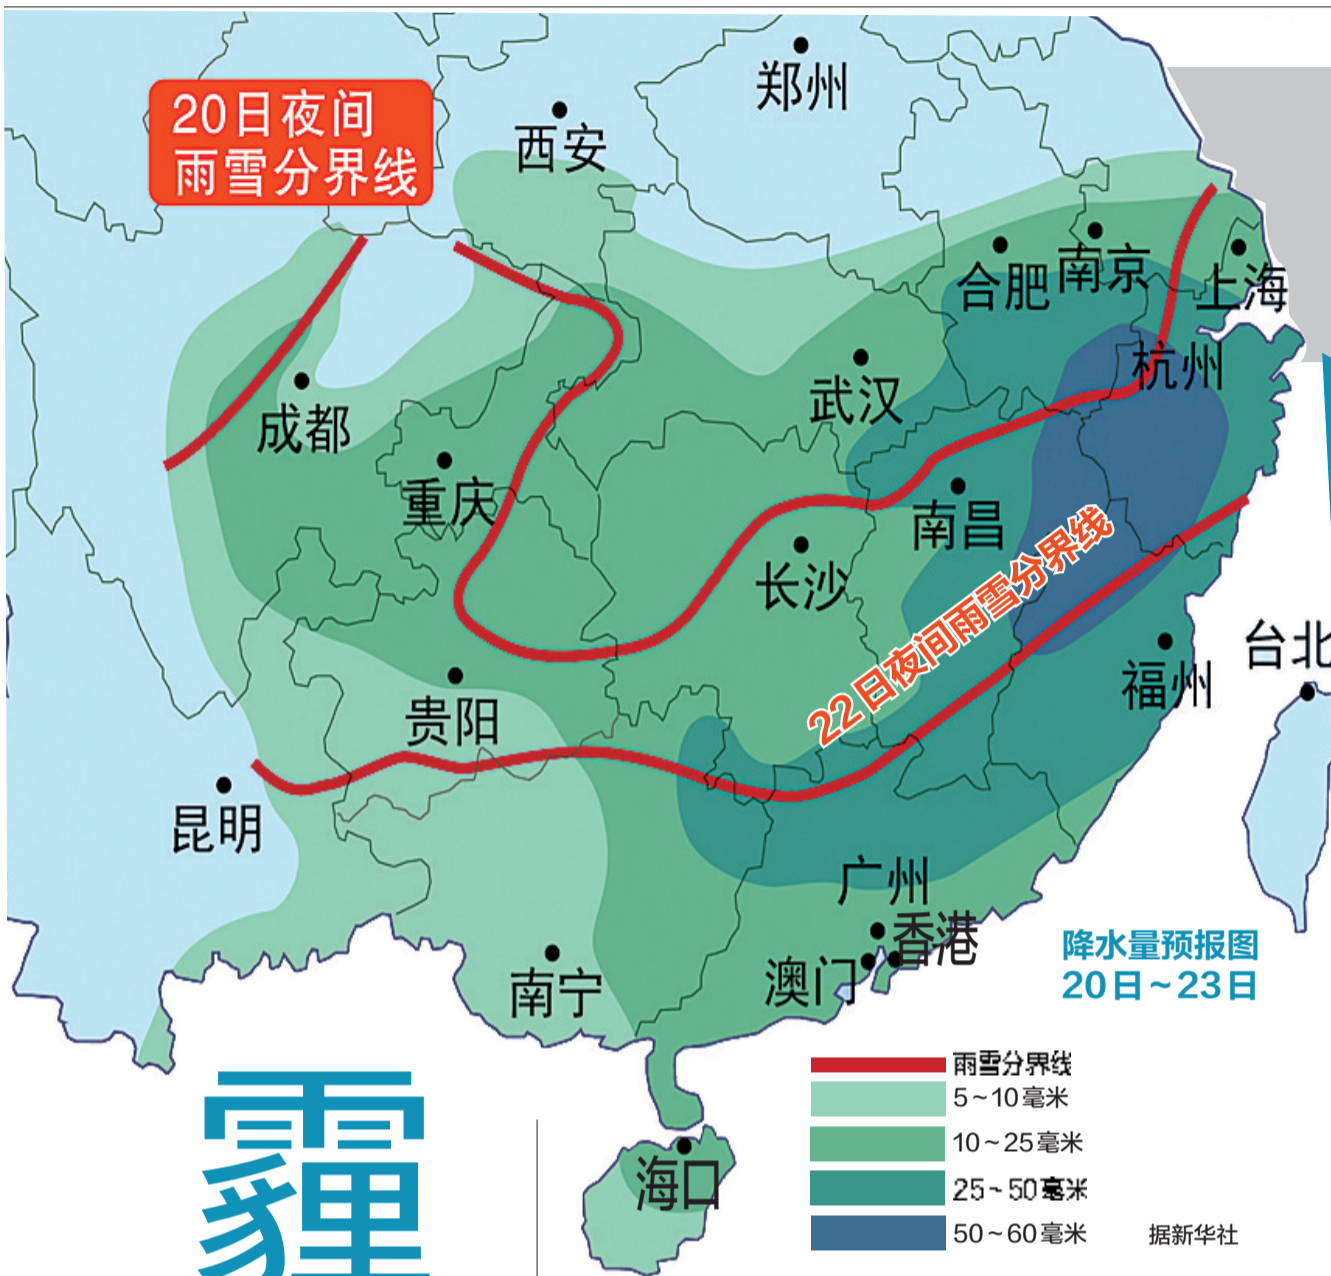 20日夜间
雨雪分界线
郑州
西安
合肥
南京
上海
杭州
武汉
成都
重庆
南昌
长沙
22日夜间雨雪分界线
台北
福州
贵阳
昆明
广州
香港
澳门
南宁
降水量预报图
20日~23日
海口
雨雪分界线
5~10毫米
10~25毫米
25~50毫米
50~60毫米
据新华社
霾